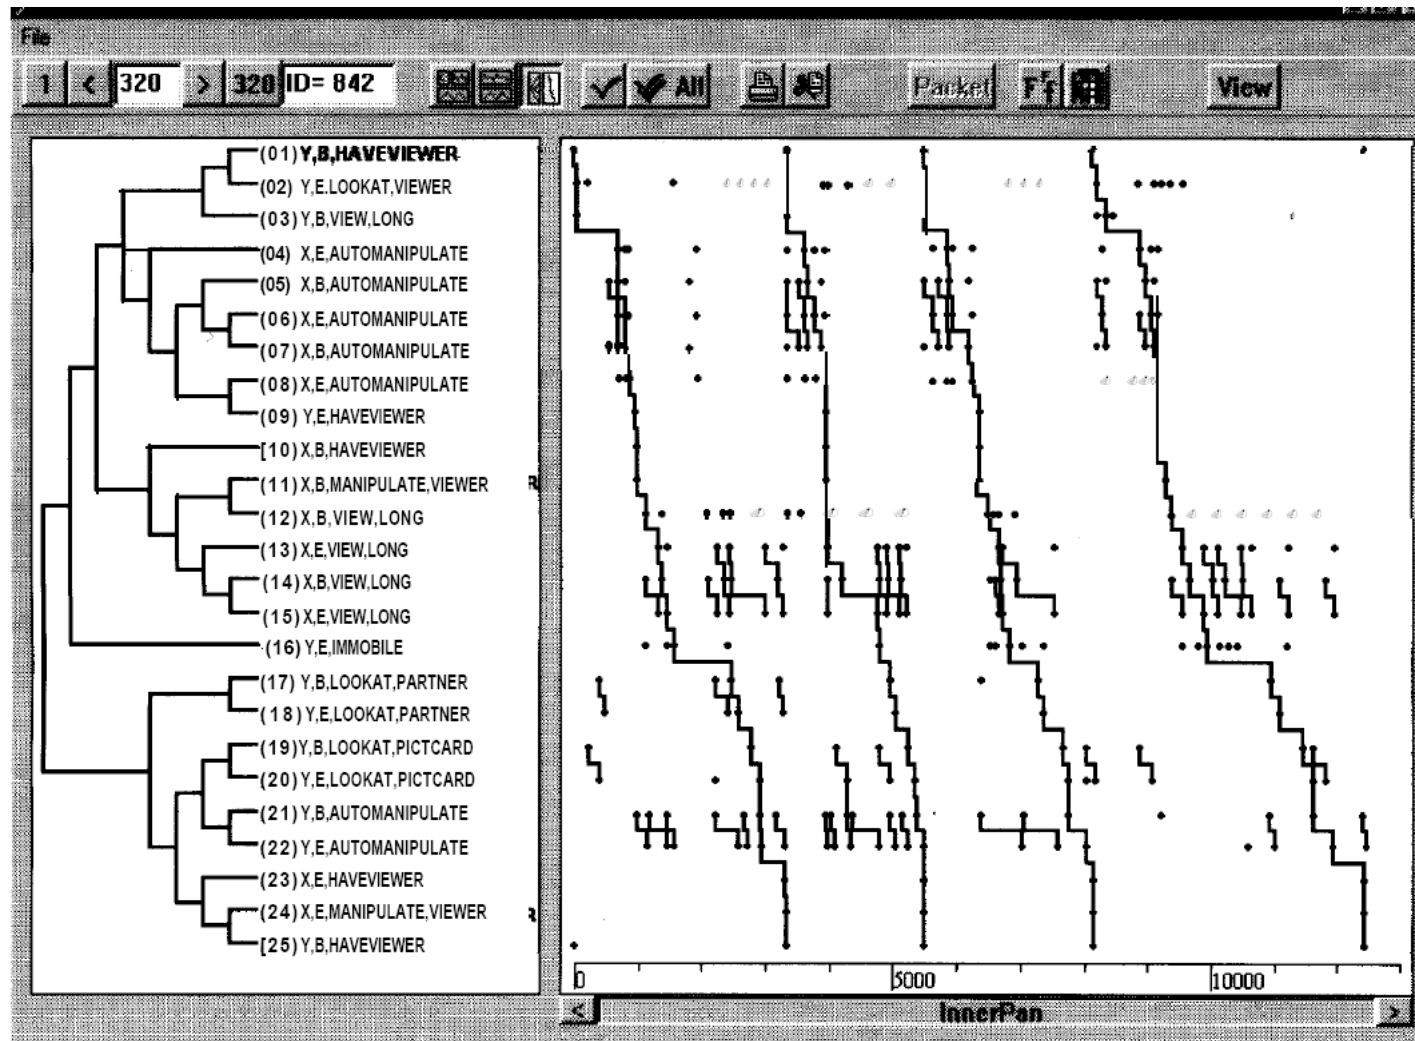 File
1 < 320 > 320 ID= 842 All Packet View
(01) Y,B,HAVEVIEWER
(02) Y,E.LOOKAT,VIEWER
(03) Y,B,VIEW,LONG
(04) X,E,AUTOMANIPULATE
(05) X,B,AUTOMANIPULATE
(06) X,E,AUTOMANIPULATE
(07) X,B,AUTOMANIPULATE
(08) X,E,AUTOMANIPULATE
(09) Y,E,HAVEVIEWER
[10) X,B,HAVEVIEWER
(11) X,B,MANIPULATE,VIEWER
(12) X,B,VIEW,LONG
(13) X,E,VIEW,LONG
(14) X,B,VIEW,LONG
(15) X,E,VIEW,LONG
(16) Y,E,IMMOBILE
(17) Y,B,LOOKAT,PARTNER
(18) Y,E,LOOKAT,PARTNER
(19) Y,B,LOOKAT,PICTCARD
(20) Y,E,LOOKAT,PICTCARD
(21) Y,B,AUTOMANIPULATE
(22) Y,E,AUTOMANIPULATE
(23) X,E,HAVEVIEWER
(24) X,E,MANIPULATE,VIEWER
[25) Y,B,HAVEVIEWER
0 5000 10000
< InnerPan >